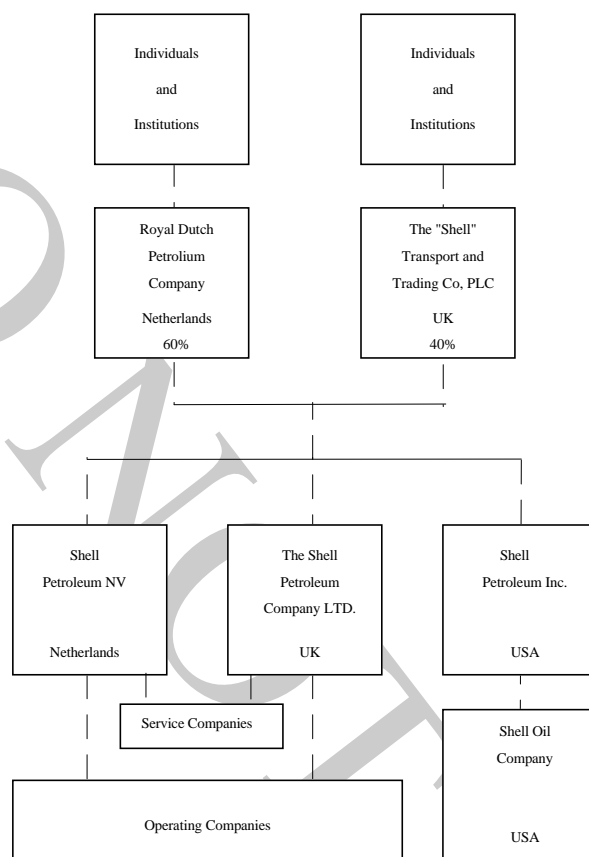 Individuals
and
Institutions
Individuals
and
Institutions
Royal Dutch
Petrolium
Company
Netherlands
60%
The "Shell"
Transport and
Trading Co, PLC
UK
40%
Shell
Petroleum NV
Netherlands
The Shell
Petroleum
Company LTD.
UK
Shell
Petroleum Inc.
USA
Service Companies
Shell Oil
Company
USA
Operating Companies